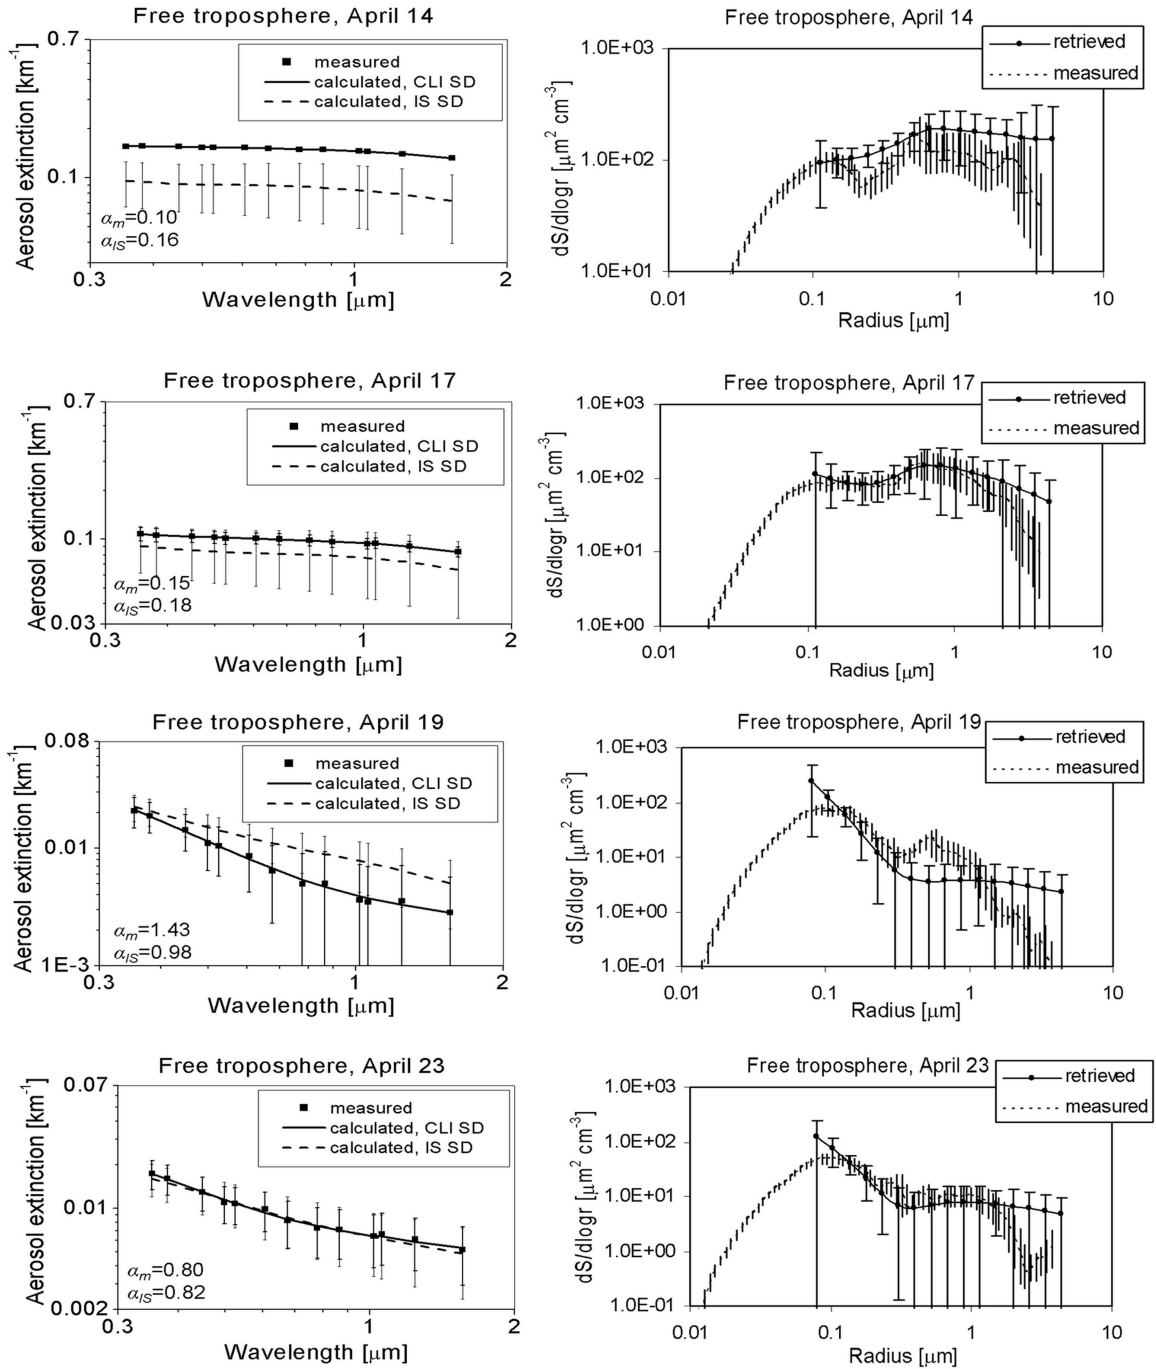 Free troposphere, April 14
0.7
Aerosol extinction [km-1]
measured
calculated, CLI SD
calculated, IS SD
0.1
αm=0.10
αIS=0.16
0.3
1
2
Wavelength [μm]
Free troposphere, April 14
1.0E+03
retrieved
measured
dS/dlogr [μm2 cm-3]
1.0E+02
1.0E+01
0.01
0.1
1
10
Radius [μm]
Free troposphere, April 17
0.7
Aerosol extinction [km-1]
measured
calculated, CLI SD
calculated, IS SD
0.1
αm=0.15
αIS=0.18
0.03
0.3
1
2
Wavelength [μm]
Free troposphere, April 17
1.0E+03
retrieved
measured
dS/dlogr [μm2 cm-3]
1.0E+02
1.0E+01
1.0E+00
0.01
0.1
1
10
Radius [μm]
Free troposphere, April 19
0.08
Aerosol extinction [km-1]
measured
calculated, CLI SD
calculated, IS SD
0.01
αm=1.43
αIS=0.98
1E-3
0.3
1
2
Wavelength [μm]
Free troposphere, April 19
1.0E+03
retrieved
measured
dS/dlogr [μm2 cm-3]
1.0E+02
1.0E+01
1.0E+00
1.0E-01
0.01
0.1
1
10
Radius [μm]
Free troposphere, April 23
0.07
Aerosol extinction [km-1]
measured
calculated, CLI SD
calculated, IS SD
0.01
αm=0.80
αIS=0.82
0.002
0.3
1
2
Wavelength [μm]
Free troposphere, April 23
1.0E+03
retrieved
measured
dS/dlogr [μm2 cm-3]
1.0E+02
1.0E+01
1.0E+00
1.0E-01
0.01
0.1
1
10
Radius [μm]